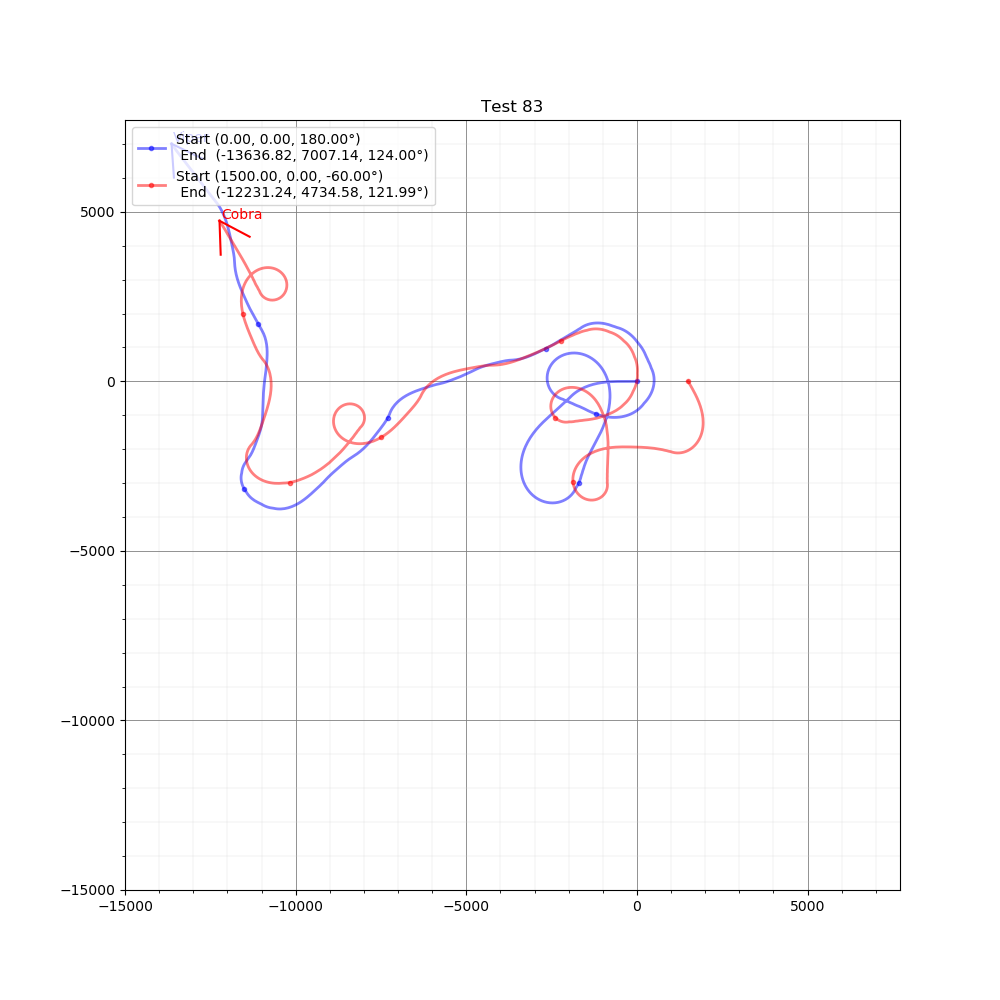 Test 83
Start (0.00, 0.00, 180.00°)
End (-13636.82, 7007.14, 124.00°)
Start (1500.00, 0.00, -60.00°)
End (-12231.24, 4734.58, 121.99°)
Cobra
5000
0
−5000
−10000
−15000
−15000 −10000 −5000 0 5000